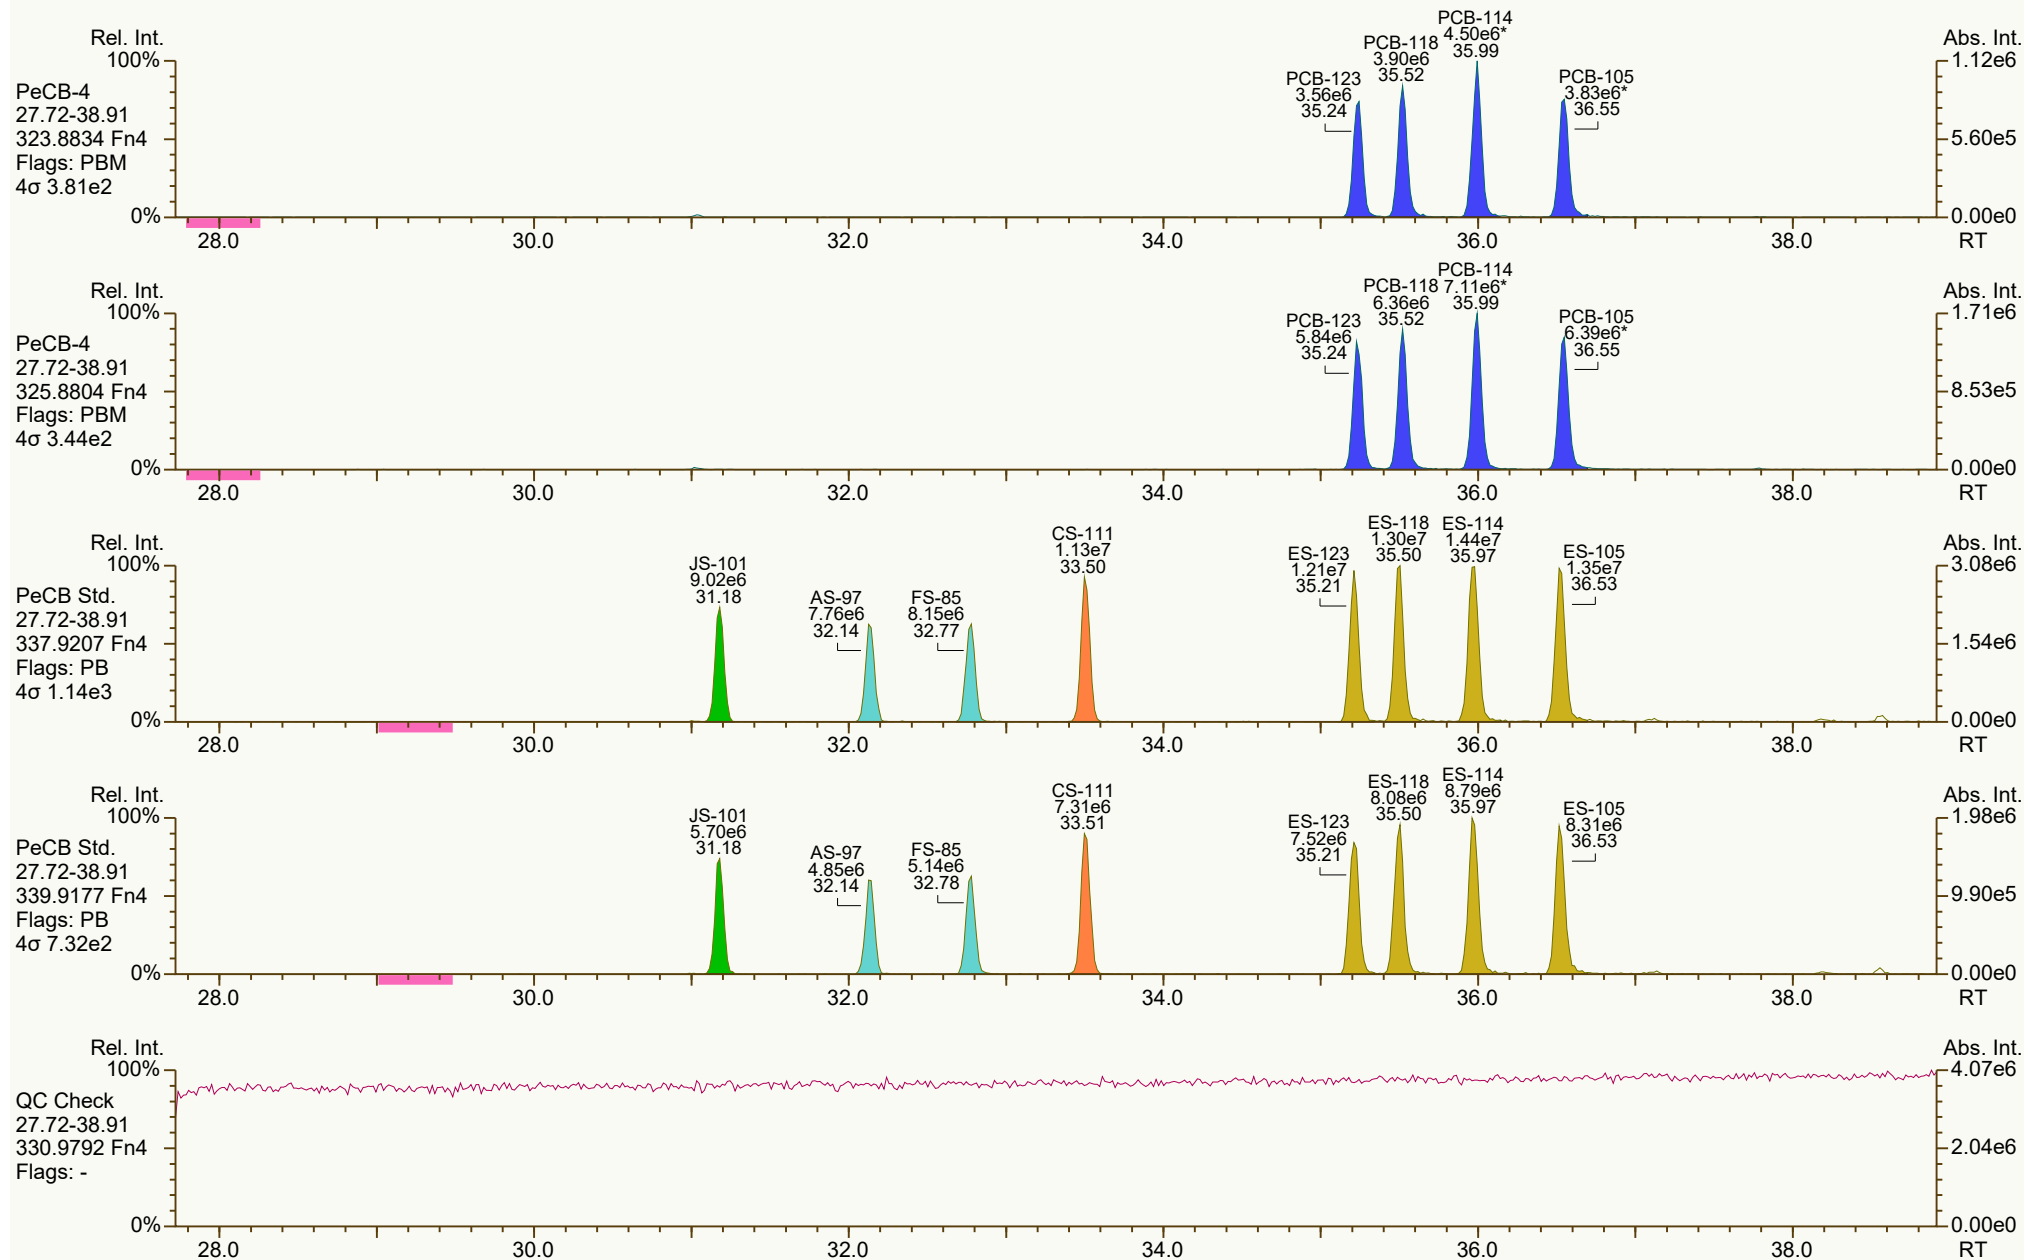 Rel. Int.
100%
0%
PeCB-4
27.72-38.91
323.8834 Fn4
Flags: PBM
4σ 3.81e2
PCB-123
3.56e6
35.24
PCB-118
3.90e6
35.52
PCB-114
4.50e6*
35.99
PCB-105
3.83e6*
36.55
Abs. Int.
1.12e6
5.60e5
0.00e0
28.0 30.0 32.0 34.0 36.0 38.0 RT
Rel. Int.
100%
0%
PeCB-4
27.72-38.91
325.8804 Fn4
Flags: PBM
4σ 3.44e2
PCB-123
5.84e6
35.24
PCB-118
6.36e6
35.52
PCB-114
7.11e6*
35.99
PCB-105
6.39e6*
36.55
Abs. Int.
1.71e6
8.53e5
0.00e0
28.0 30.0 32.0 34.0 36.0 38.0 RT
Rel. Int.
100%
0%
PeCB Std.
27.72-38.91
337.9207 Fn4
Flags: PB
4σ 1.14e3
JS-101
9.02e6
31.18
AS-97
7.76e6
32.14
FS-85
8.15e6
32.77
CS-111
1.13e7
33.50
ES-123
1.21e7
35.21
ES-118
1.30e7
35.50
ES-114
1.44e7
35.97
ES-105
1.35e7
36.53
Abs. Int.
3.08e6
1.54e6
0.00e0
28.0 30.0 32.0 34.0 36.0 38.0 RT
Rel. Int.
100%
0%
PeCB Std.
27.72-38.91
339.9177 Fn4
Flags: PB
4σ 7.32e2
JS-101
5.70e6
31.18
AS-97
4.85e6
32.14
FS-85
5.14e6
32.78
CS-111
7.31e6
33.51
ES-123
7.52e6
35.21
ES-118
8.08e6
35.50
ES-114
8.79e6
35.97
ES-105
8.31e6
36.53
Abs. Int.
1.98e6
9.90e5
0.00e0
28.0 30.0 32.0 34.0 36.0 38.0 RT
Rel. Int.
100%
0%
QC Check
27.72-38.91
330.9792 Fn4
Flags: -
Abs. Int.
4.07e6
2.04e6
0.00e0
28.0 30.0 32.0 34.0 36.0 38.0 RT